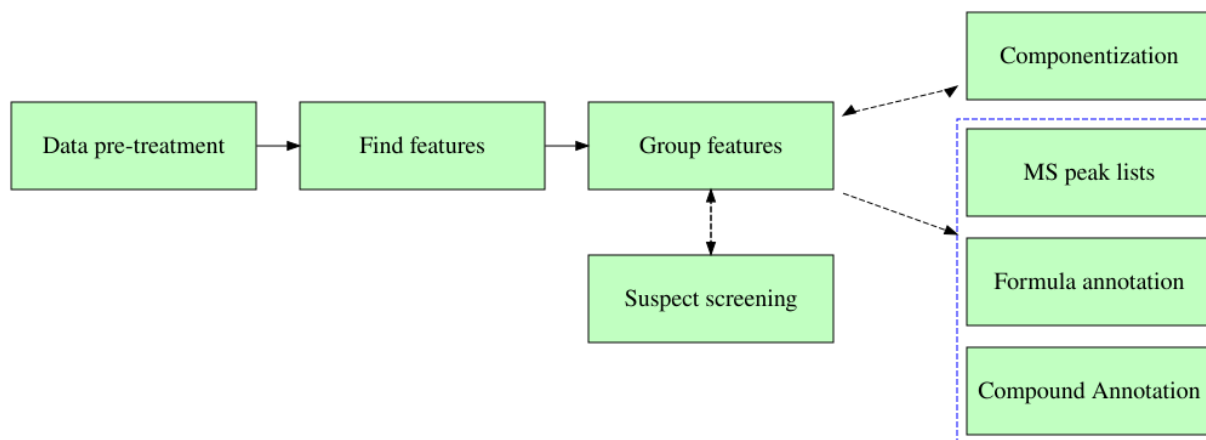 Componentization
Data pre-treatment
Find features
Group features
MS peak lists
Suspect screening
Formula annotation
Compound Annotation